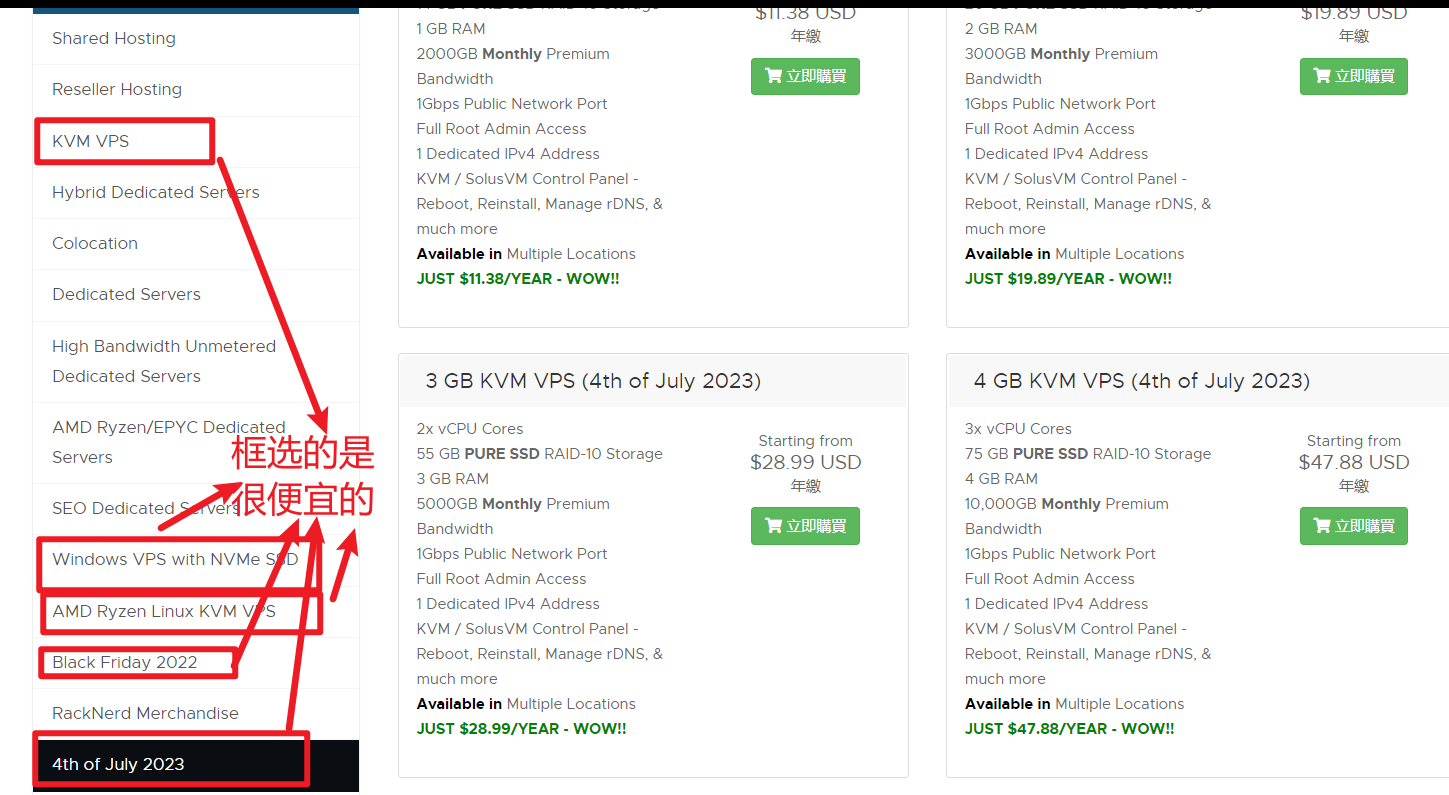 Shared Hosting
Reseller Hosting
KVM VPS
Hybrid Dedicated Servers
Colocation
Dedicated Servers
High Bandwidth Unmetered
Dedicated Servers
AMD Ryzen/EPYC Dedicated
Servers
SEO Dedicated Servers
Windows VPS with NVMe SSD
AMD Ryzen Linux KVM VPS
Black Friday 2022
RackNerd Merchandise
4th of July 2023
框选的是
很便宜的
1 GB RAM
2000GB Monthly Premium
Bandwidth
1Gbps Public Network Port
Full Root Admin Access
1 Dedicated IPv4 Address
KVM / SolusVM Control Panel -
Reboot, Reinstall, Manage rDNS, &
much more
Available in Multiple Locations
JUST $11.38/YEAR - WOW!!
$11.38 USD
年繳
立即購買
2 GB RAM
3000GB Monthly Premium
Bandwidth
1Gbps Public Network Port
Full Root Admin Access
1 Dedicated IPv4 Address
KVM / SolusVM Control Panel -
Reboot, Reinstall, Manage rDNS, &
much more
Available in Multiple Locations
JUST $19.89/YEAR - WOW!!
$19.89 USD
年繳
立即購買
3 GB KVM VPS (4th of July 2023)
2x vCPU Cores
55 GB PURE SSD RAID-10 Storage
3 GB RAM
5000GB Monthly Premium
Bandwidth
1Gbps Public Network Port
Full Root Admin Access
1 Dedicated IPv4 Address
KVM / SolusVM Control Panel -
Reboot, Reinstall, Manage rDNS, &
much more
Available in Multiple Locations
JUST $28.99/YEAR - WOW!!
Starting from
$28.99 USD
年繳
立即購買
4 GB KVM VPS (4th of July 2023)
3x vCPU Cores
75 GB PURE SSD RAID-10 Storage
4 GB RAM
10,000GB Monthly Premium
Bandwidth
1Gbps Public Network Port
Full Root Admin Access
1 Dedicated IPv4 Address
KVM / SolusVM Control Panel -
Reboot, Reinstall, Manage rDNS, &
much more
Available in Multiple Locations
JUST $47.88/YEAR - WOW!!
Starting from
$47.88 USD
年繳
立即購買